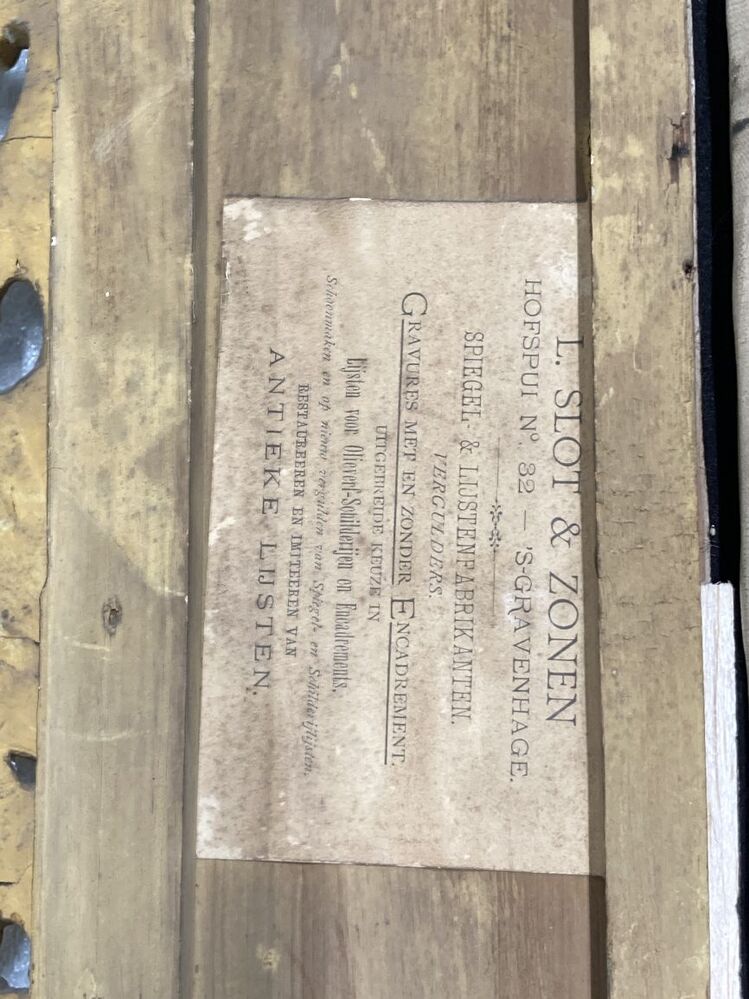 L. SLOT & ZONEN
HOFSPUI Nº. 32 — 'S-GRAVENHAGE.
SPIEGEL- & LIJSTENFABRIKANTEN.
VERGULDERS.
GRAVURES MET EN ZONDER ENCADREMENT.
UITGEBREIDE KEUZE IN
Lijsten voor Olieverf-Schilderijen en Encadrements.
Schoonmaken en op nieuw vergulden van Spiegel- en Schilderijlijsten.
RESTAUREEREN EN IMITEEREN VAN
ANTIEKE LIJSTEN.